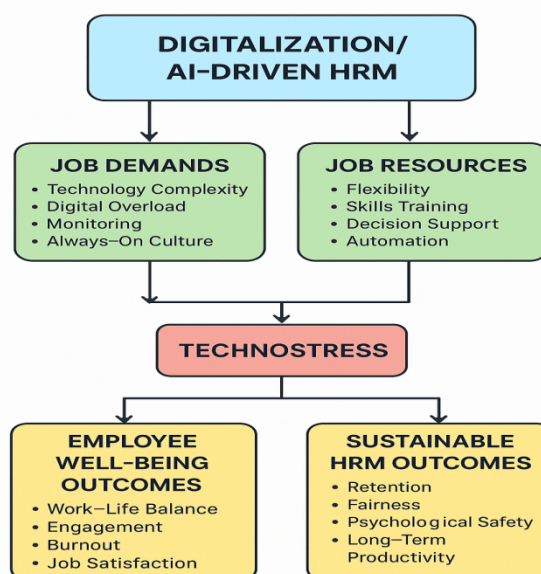 DIGITALIZATION/
AI-DRIVEN HRM
JOB DEMANDS
• Technology Complexity
• Digital Overload
• Monitoring
• Always-On Culture
JOB RESOURCES
• Flexibility
• Skills Training
• Decision Support
• Automation
TECHNOSTRESS
EMPLOYEE
WELL-BEING
OUTCOMES
• Work-Life Balance
• Engagement
• Burnout
• Job Satisfaction
SUSTAINABLE
HRM OUTCOMES
• Retention
• Fairness
• Psychological Safety
• Long-Term
Productivity